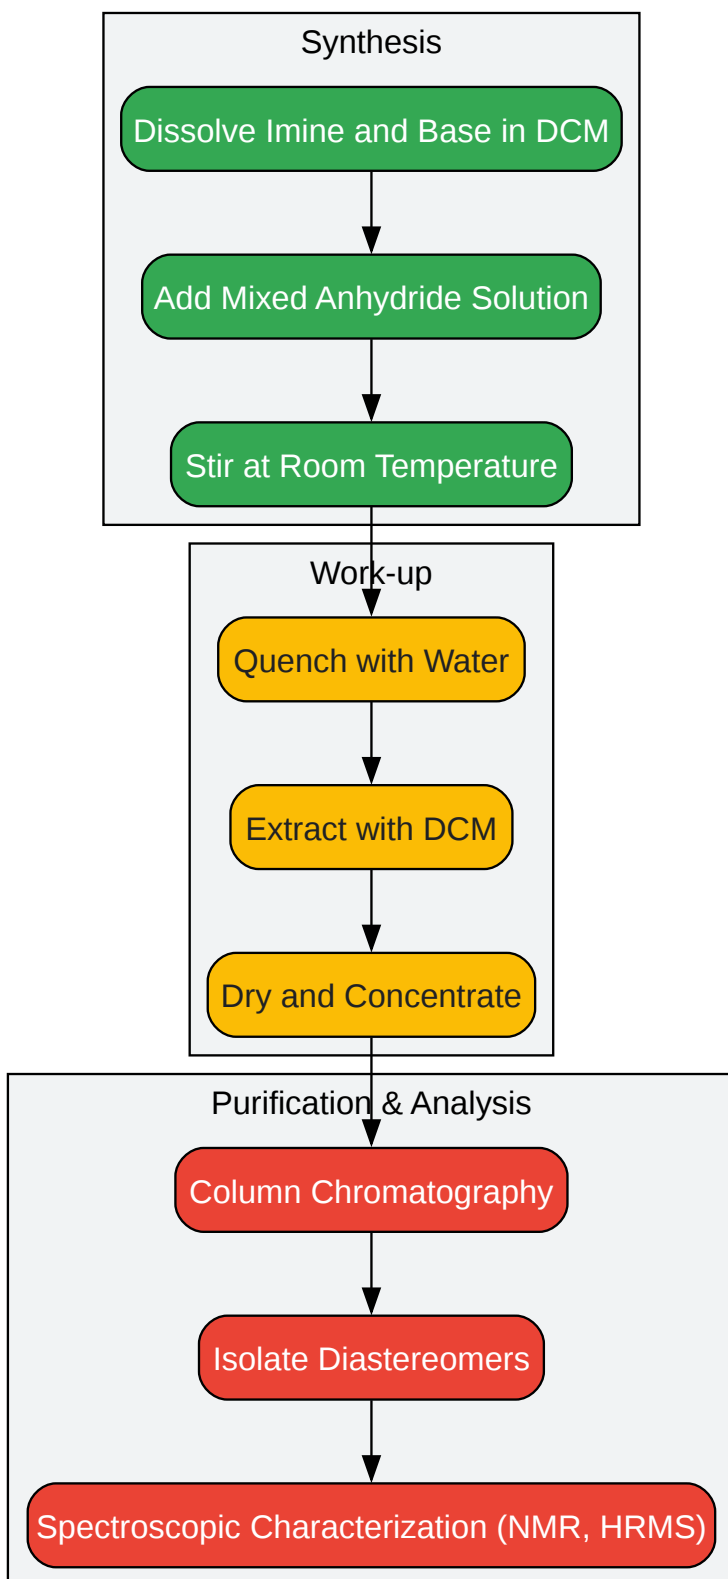 Synthesis
Dissolve Imine and Base in DCM
Add Mixed Anhydride Solution
Stir at Room Temperature
Work-up
Quench with Water
Extract with DCM
Dry and Concentrate
Purification & Analysis
Column Chromatography
Isolate Diastereomers
Spectroscopic Characterization (NMR, HRMS)